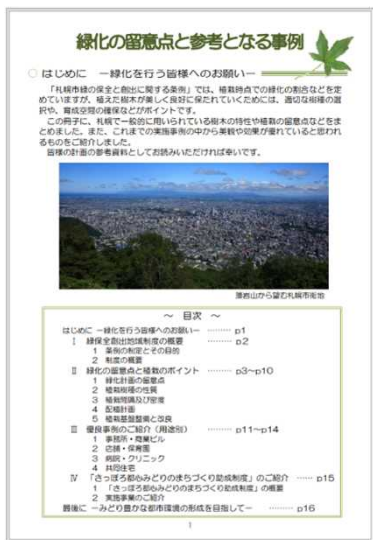 緑化の留意点と参考となる事例
○ はじめに －緑化を行う皆様へのお願い－
「札幌市緑の保全と創出に関する条例」では、植栽時点での緑化の割合などを定
めていますが、植えた樹木が美しく良好に保たれていくためには、適切な樹種の選
択や、育成空間の確保などがポイントです。
この冊子に、札幌で一般的に用いられている樹木の特性や植栽の留意点などをま
とめました。また、これまでの実施事例の中から美観や効果が優れていると思われ
るものをご紹介しました。
皆様の計画の参考資料としてお読みいただければ幸いです。
藻岩山から望む札幌市街地
～ 目次 ～
はじめに －緑化を行う皆様へのお願い－ ……… p1
Ⅰ 緑保全創出地域制度の概要 ……… p2
1 条例の制定とその目的
2 制度の概要
Ⅱ 緑化の留意点と植栽のポイント ……… p3～p10
1 緑化計画の留意点
2 植栽樹種の性質
3 植栽間隔及び密度
4 配植計画
5 植栽基盤整備と改良
Ⅲ 優良事例のご紹介（用途別） ……… p11～p14
1 事務所・商業ビル
2 店舗・保育園
3 病院・クリニック
4 共同住宅
Ⅳ 「さっぽろ都心みどりのまちづくり助成制度」のご紹介 …… p15
1 「さっぽろ都心みどりのまちづくり助成制度」の概要
2 実施事業のご紹介
最後に －みどり豊かな都市環境の形成を目指して－ ……… p16
1